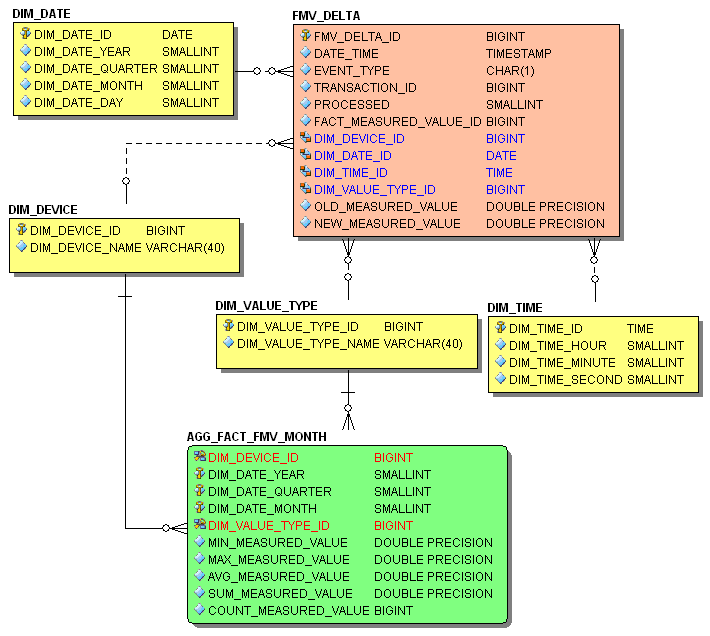 DIM_DATE
DIM_DATE_ID DATE
DIM_DATE_YEAR SMALLINT
DIM_DATE_QUARTER SMALLINT
DIM_DATE_MONTH SMALLINT
DIM_DATE_DAY SMALLINT
FMV_DELTA
FMV_DELTA_ID BIGINT
DATE_TIME TIMESTAMP
EVENT_TYPE CHAR(1)
TRANSACTION_ID BIGINT
PROCESSED SMALLINT
FACT_MEASURED_VALUE_ID BIGINT
DIM_DEVICE_ID BIGINT
DIM_DATE_ID DATE
DIM_TIME_ID TIME
DIM_VALUE_TYPE_ID BIGINT
OLD_MEASURED_VALUE DOUBLE PRECISION
NEW_MEASURED_VALUE DOUBLE PRECISION
DIM_DEVICE
DIM_DEVICE_ID BIGINT
DIM_DEVICE_NAME VARCHAR(40)
DIM_VALUE_TYPE
DIM_VALUE_TYPE_ID BIGINT
DIM_VALUE_TYPE_NAME VARCHAR(40)
DIM_TIME
DIM_TIME_ID TIME
DIM_TIME_HOUR SMALLINT
DIM_TIME_MINUTE SMALLINT
DIM_TIME_SECOND SMALLINT
AGG_FACT_FMV_MONTH
DIM_DEVICE_ID BIGINT
DIM_DATE_YEAR SMALLINT
DIM_DATE_QUARTER SMALLINT
DIM_DATE_MONTH SMALLINT
DIM_VALUE_TYPE_ID BIGINT
MIN_MEASURED_VALUE DOUBLE PRECISION
MAX_MEASURED_VALUE DOUBLE PRECISION
AVG_MEASURED_VALUE DOUBLE PRECISION
SUM_MEASURED_VALUE DOUBLE PRECISION
COUNT_MEASURED_VALUE BIGINT